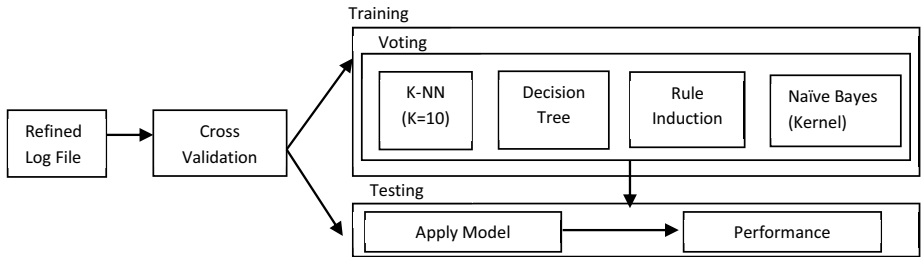 Training
Voting
K-NN
(K=10)
Decision
Tree
Rule
Induction
Naïve Bayes
(Kernel)
Refined
Log File
Cross
Validation
Testing
Apply Model
Performance